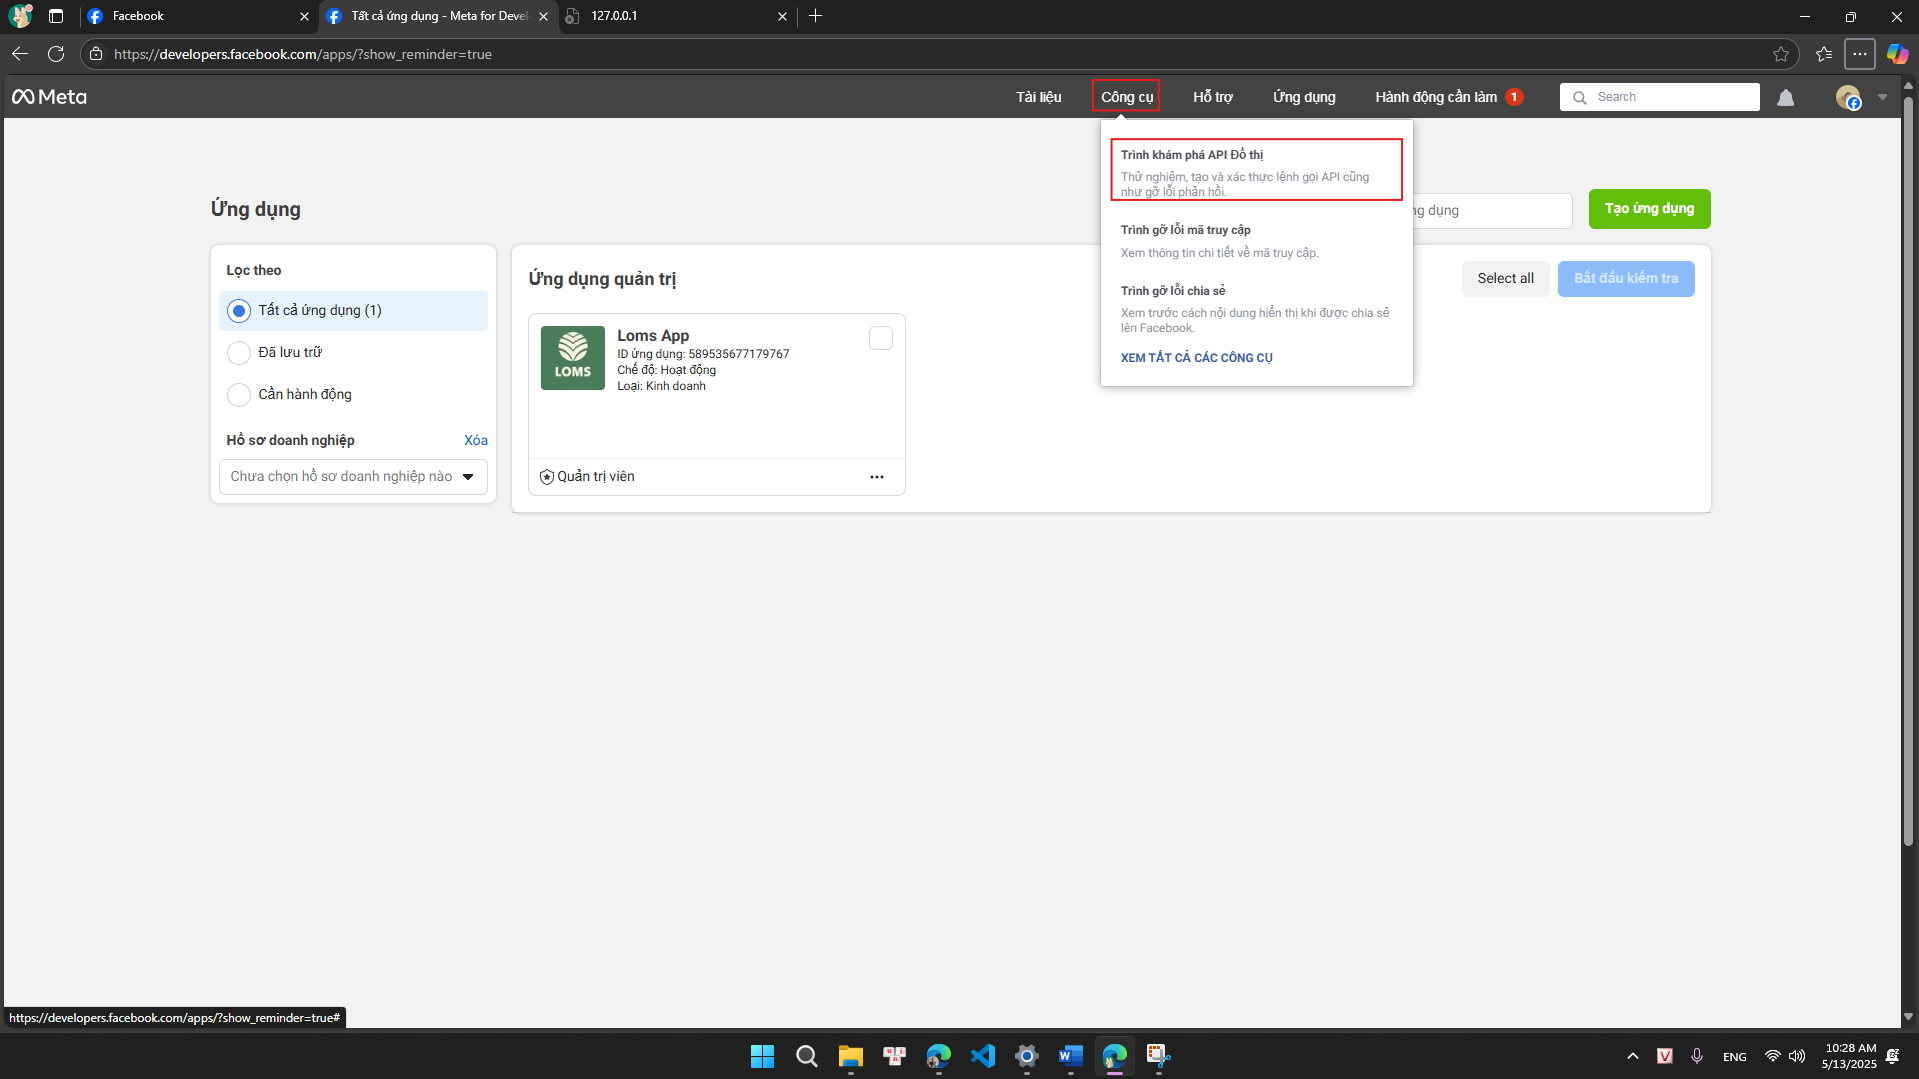 Facebook
Tất cả ứng dụng - Meta for Devel
127.0.0.1
https://developers.facebook.com/apps/?show_reminder=true
Meta
Tài liệu
Công cụ
Hỗ trợ
Ứng dụng
Hành động cần làm
1
Search
Trình khám phá API Đồ thị
Thử nghiệm, tạo và xác thực lệnh gọi API cũng
như gỡ lỗi phản hồi.
Trình gỡ lỗi mã truy cập
Xem thông tin chi tiết về mã truy cập.
Trình gỡ lỗi chia sẻ
Xem trước cách nội dung hiển thị khi được chia sẻ
lên Facebook.
XEM TẤT CẢ CÁC CÔNG CỤ
Ứng dụng
ng dụng
Tạo ứng dụng
Lọc theo
Tất cả ứng dụng (1)
Đã lưu trữ
Cần hành động
Hồ sơ doanh nghiệp
Xóa
Chưa chọn hồ sơ doanh nghiệp nào
Ứng dụng quản trị
Select all
Bắt đầu kiểm tra
LOMS
Loms App
ID ứng dụng: 589535677179767
Chế độ: Hoạt động
Loại: Kinh doanh
Quản trị viên
https://developers.facebook.com/apps/?show_reminder=true#
ENG
10:28 AM
5/13/2025